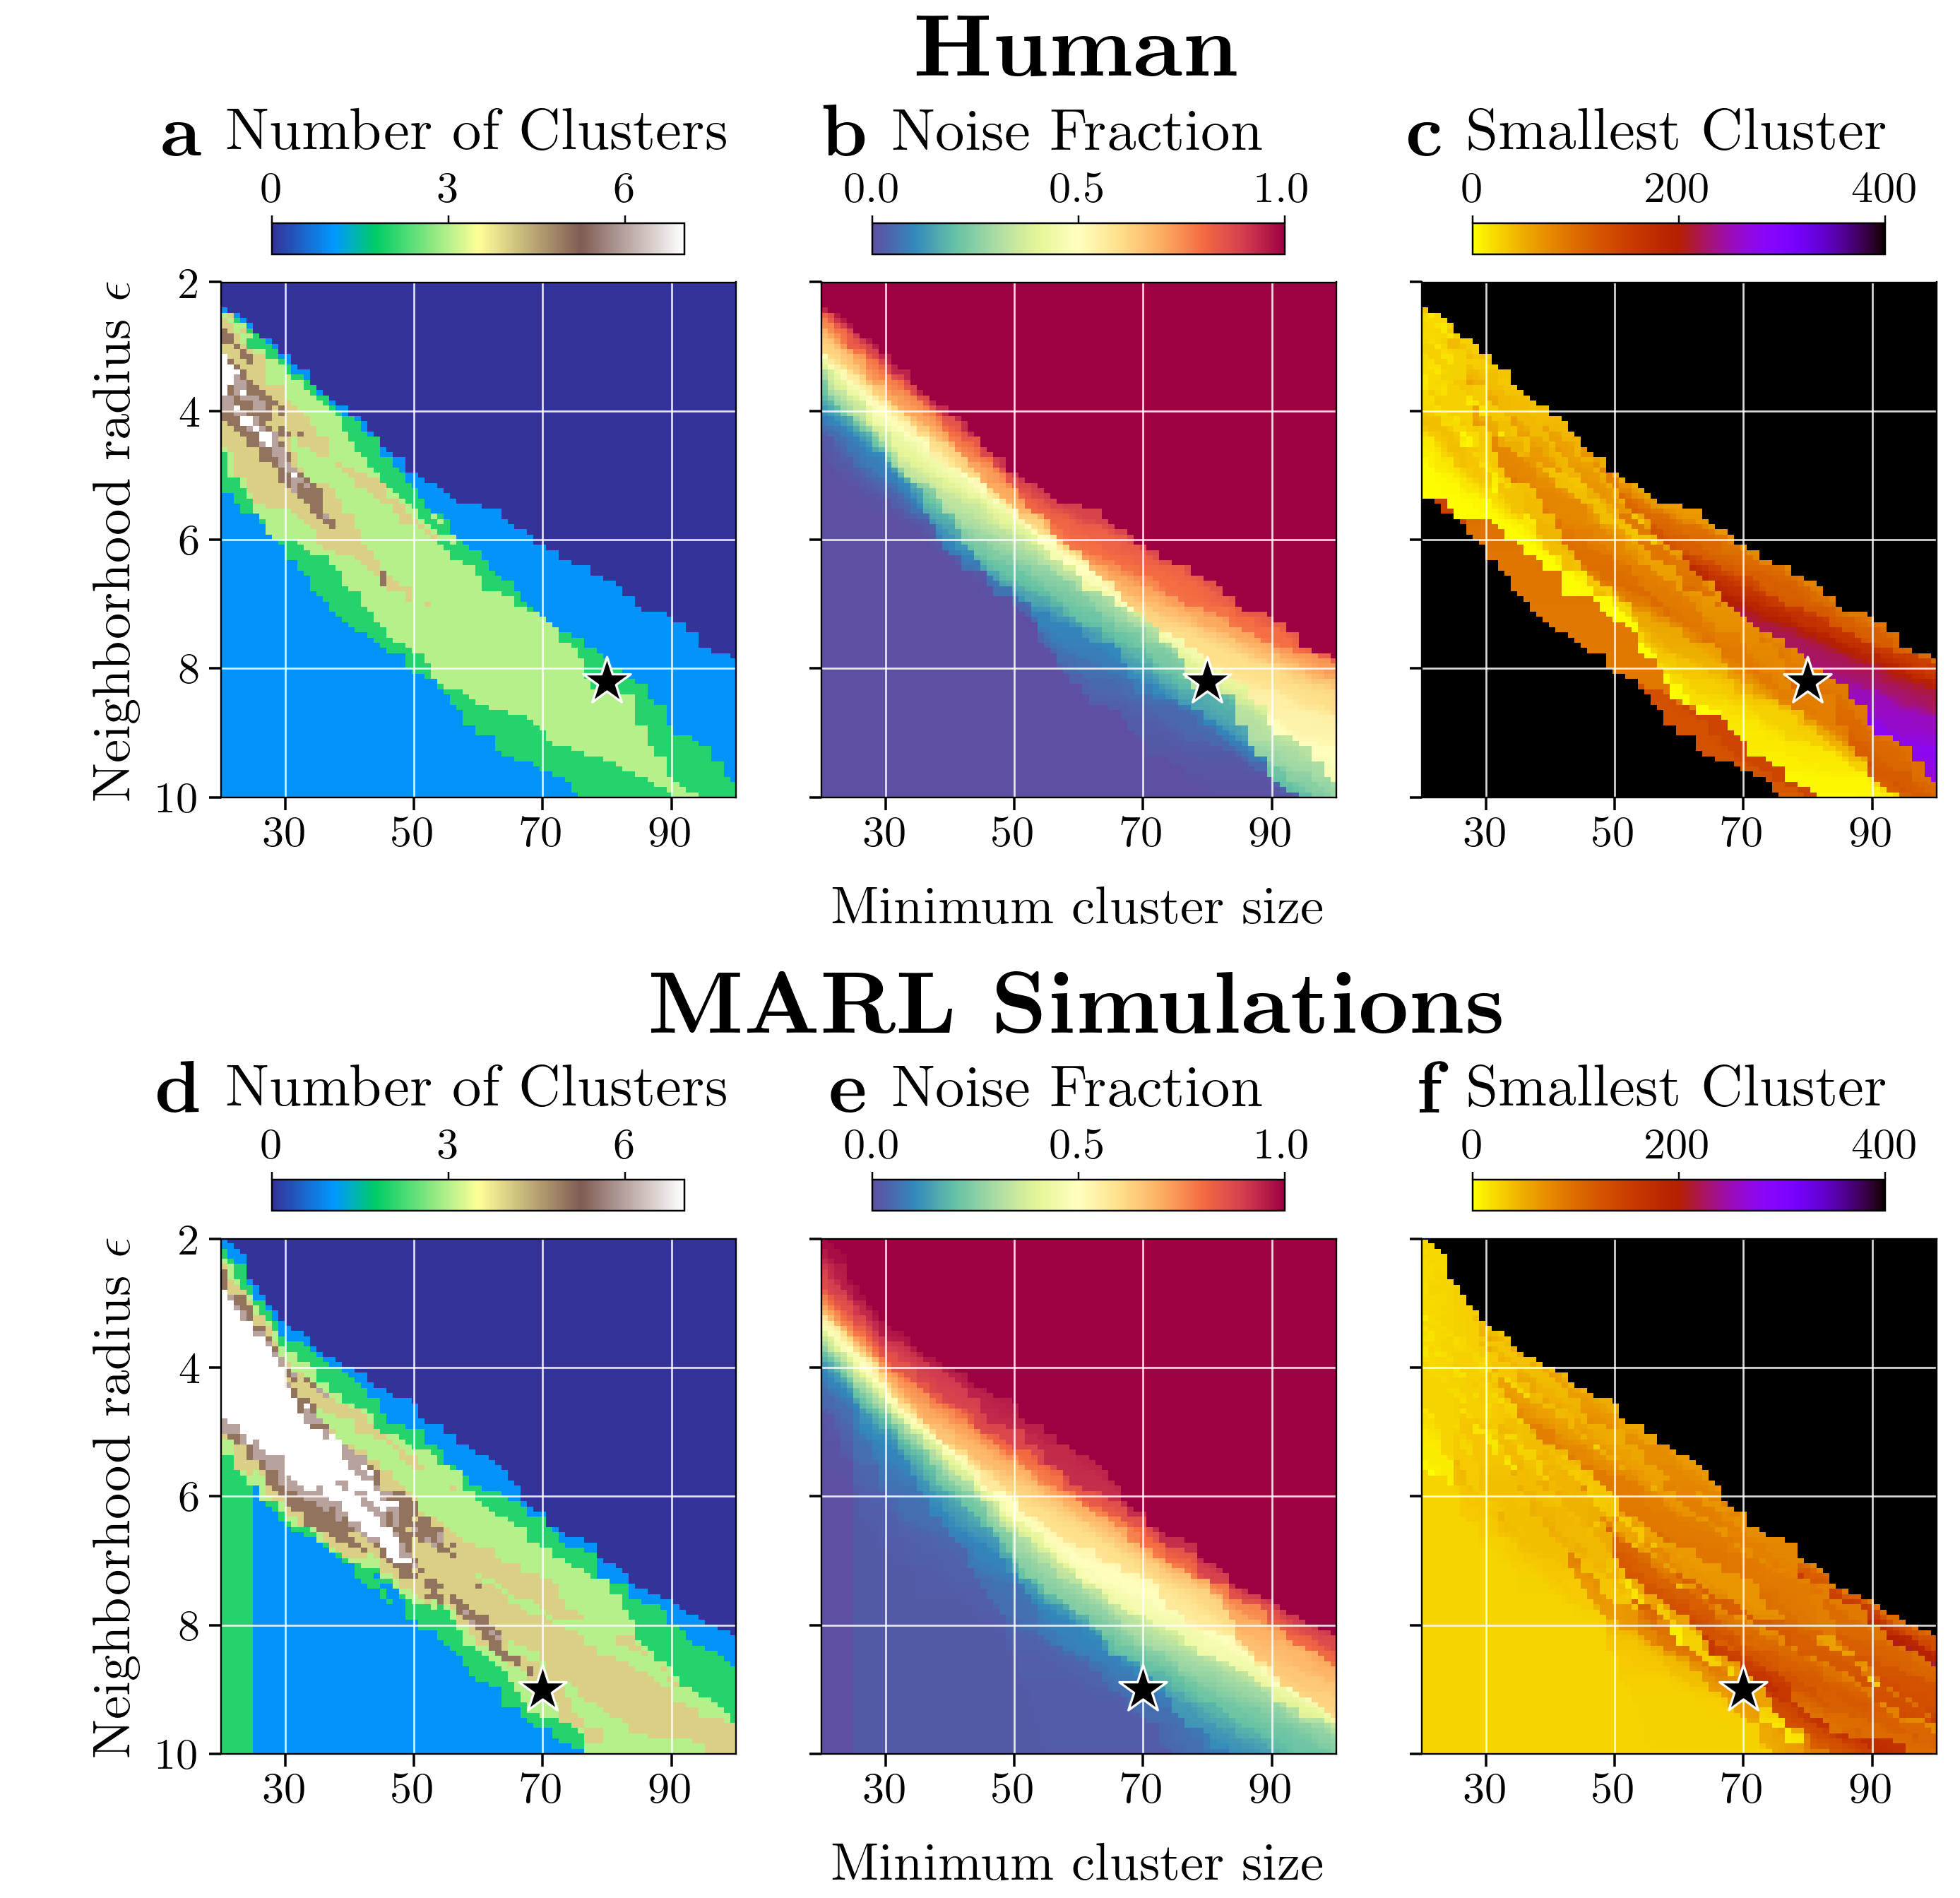 Human
a Number of Clusters b Noise Fraction c Smallest Cluster
0 3 6 0.0 0.5 1.0 0 200 400
Neighborhood radius ϵ
2
4
6
8
10
30 50 70 90 30 50 70 90 30 50 70 90
Minimum cluster size
MARL Simulations
d Number of Clusters e Noise Fraction f Smallest Cluster
0 3 6 0.0 0.5 1.0 0 200 400
Neighborhood radius ϵ
2
4
6
8
10
30 50 70 90 30 50 70 90 30 50 70 90
Minimum cluster size